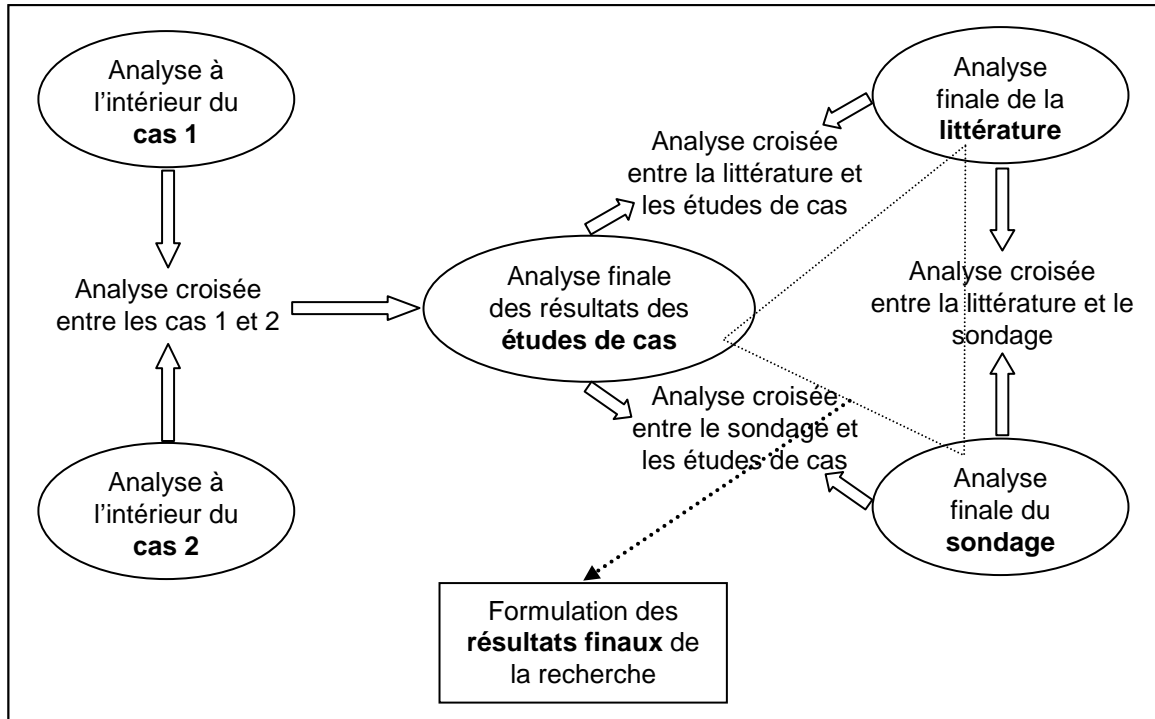 Analyse à
l'intérieur du
cas 1
Analyse croisée
entre les cas 1 et 2
Analyse à
l'intérieur du
cas 2
Analyse finale
des résultats des
études de cas
Analyse croisée
entre la littérature et
les études de cas
Analyse
finale de la
littérature
Analyse croisée
entre la littérature et le
sondage
Analyse croisée
entre le sondage et
les études de cas
Analyse
finale du
sondage
Formulation des
résultats finaux de
la recherche